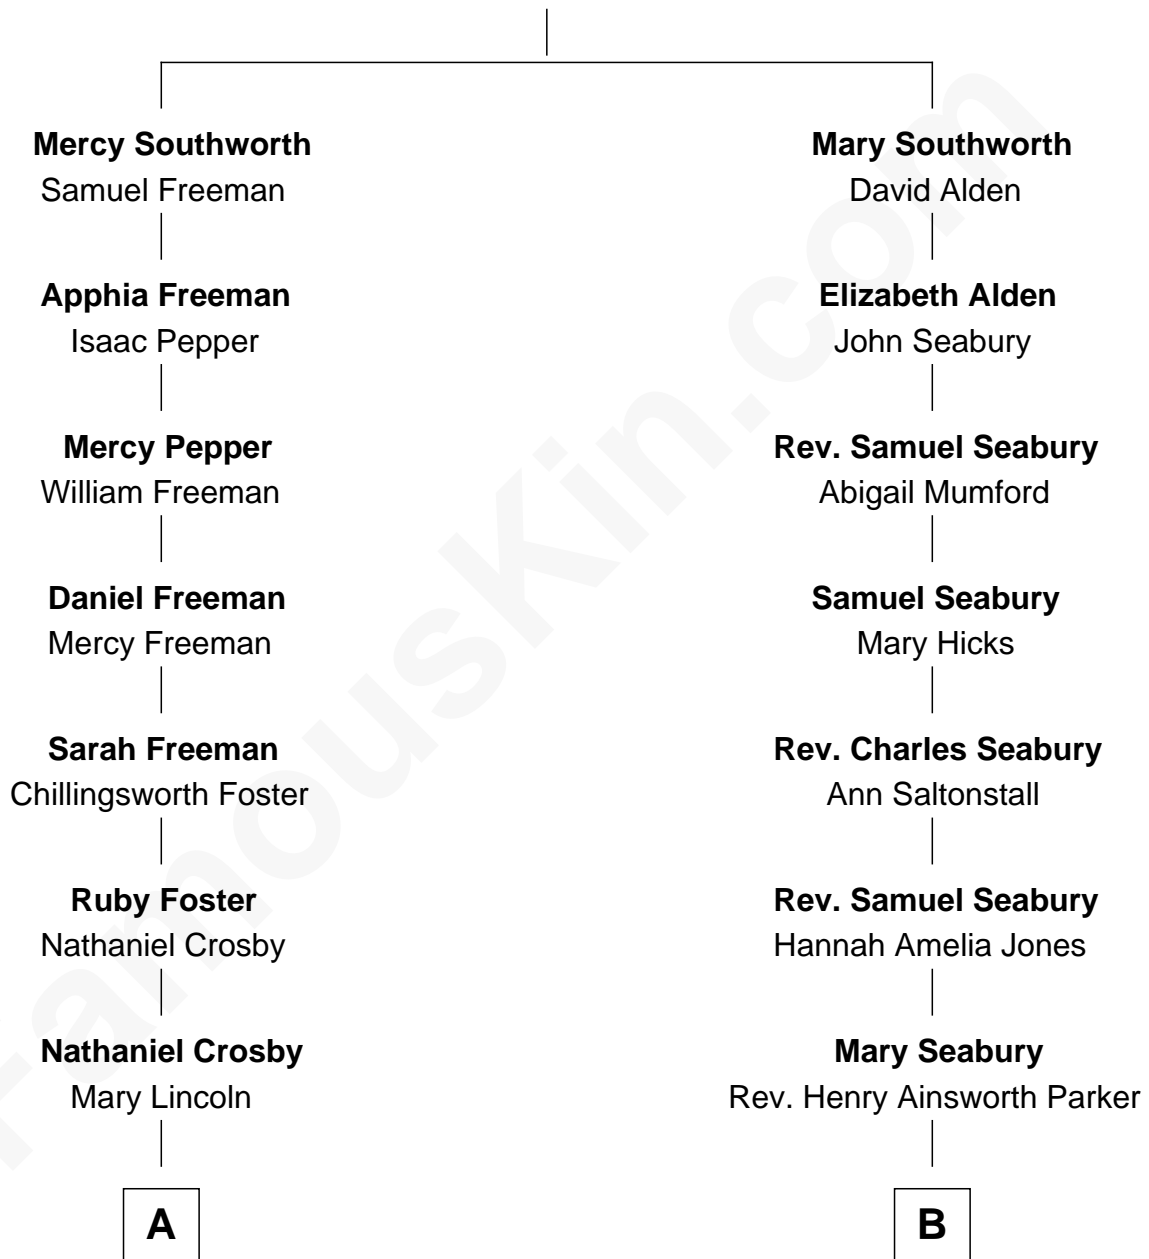 Mercy Southworth
Samuel Freeman
Mary Southworth
David Alden
Apphia Freeman
Isaac Pepper
Elizabeth Alden
John Seabury
Mercy Pepper
William Freeman
Rev. Samuel Seabury
Abigail Mumford
Daniel Freeman
Mercy Freeman
Samuel Seabury
Mary Hicks
Sarah Freeman
Chillingsworth Foster
Rev. Charles Seabury
Ann Saltonstall
Ruby Foster
Nathaniel Crosby
Rev. Samuel Seabury
Hannah Amelia Jones
Nathaniel Crosby
Mary Lincoln
Mary Seabury
Rev. Henry Ainsworth Parker
A
B
FamousKin.com